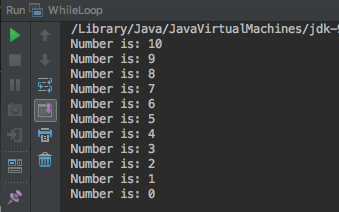 Run WhileLoop
/Library/Java/JavaVirtualMachines/jdk-9
Number is: 10
Number is: 9
Number is: 8
Number is: 7
Number is: 6
Number is: 5
Number is: 4
Number is: 3
Number is: 2
Number is: 1
Number is: 0